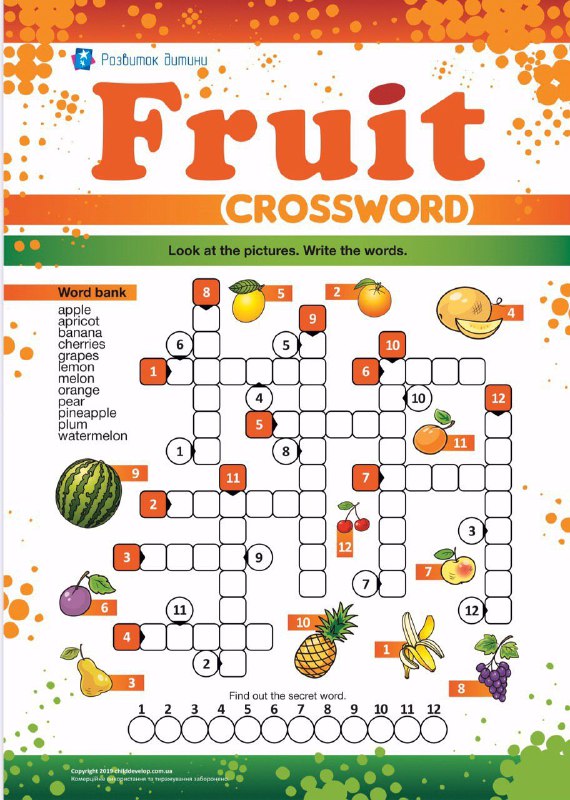 Розвиток дитини
Fruit
(CROSSWORD)
Look at the pictures. Write the words.
Word bank
apple
apricot
banana
cherries
grapes
lemon
melon
orange
pear
pineapple
plum
watermelon
8 5 2
9 4
6 5 10
1 6
4 10 12
5 11
1 8
9 11 7
2
3 12
3 9 7
7
6 11 12
10
4 1
2
3 8
Find out the secret word.
1 2 3 4 5 6 7 8 9 10 11 12
Copyright 2019 childdevelop.com.ua
Комерційне використання та тиражування заборонено.